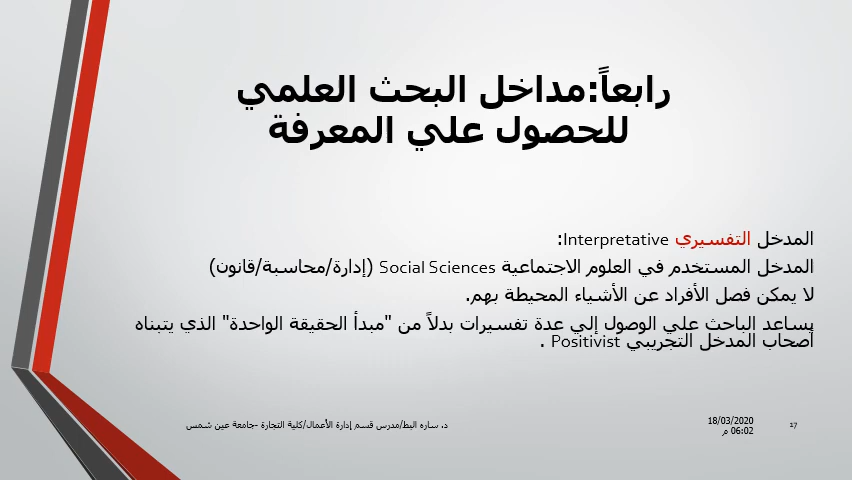 رابعاً:مداخل البحث العلمي
للحصول علي المعرفة
المدخل التفسيري Interpretative:
المدخل المستخدم في العلوم الاجتماعية Social Sciences (إدارة/محاسبة/قانون)
لا يمكن فصل الأفراد عن الأشياء المحيطة بهم.
يساعد الباحث علي الوصول إلي عدة تفسيرات بدلاً من "مبدأ الحقيقة الواحدة" الذي يتبناه
أصحاب المدخل التجريبي Positivist .
18/03/2020
06:02 م
د. ساره البط/مدرس قسم إدارة الأعمال/كلية التجارة -جامعة عين شمس
17